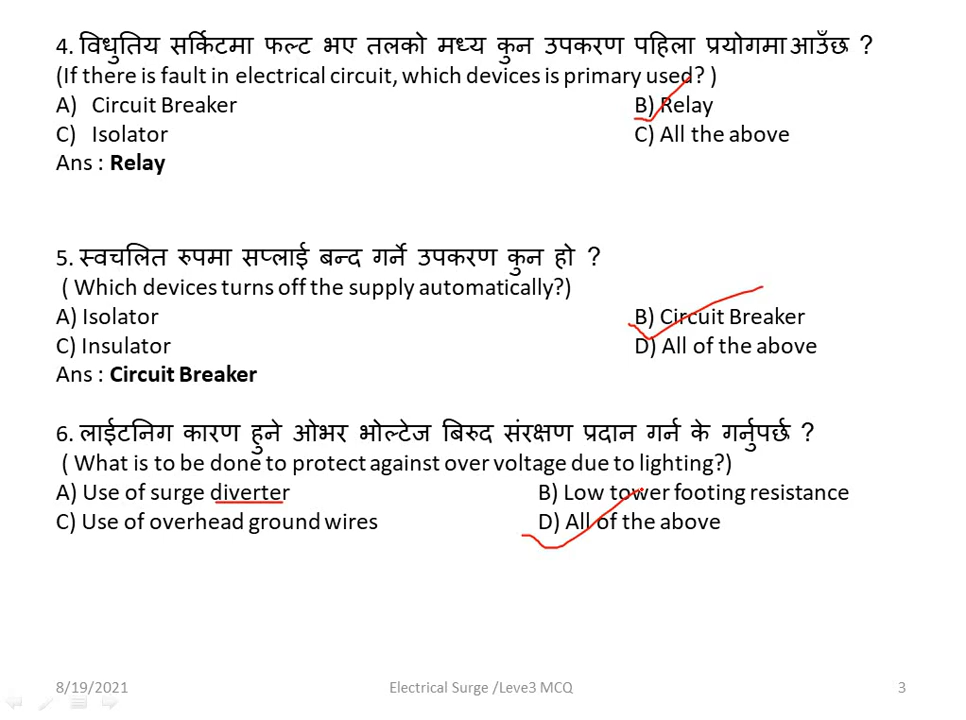 4. विधुतिय सर्किटमा फल्ट भए तलको मध्य कुन उपकरण पहिला प्रयोगमा आउँछ ?
(If there is fault in electrical circuit, which devices is primary used? )
A) Circuit Breaker B) Relay
C) Isolator C) All the above
Ans : Relay
5. स्वचलित रुपमा सप्लाई बन्द गर्ने उपकरण कुन हो ?
( Which devices turns off the supply automatically?)
A) Isolator B) Circuit Breaker
C) Insulator D) All of the above
Ans : Circuit Breaker
6. लाईटनिग कारण हुने ओभर भोल्टेज बिरुद संरक्षण प्रदान गर्न के गर्नुपर्छ ?
( What is to be done to protect against over voltage due to lighting?)
A) Use of surge diverter B) Low tower footing resistance
C) Use of overhead ground wires D) All of the above
8/19/2021 Electrical Surge /Leve3 MCQ 3